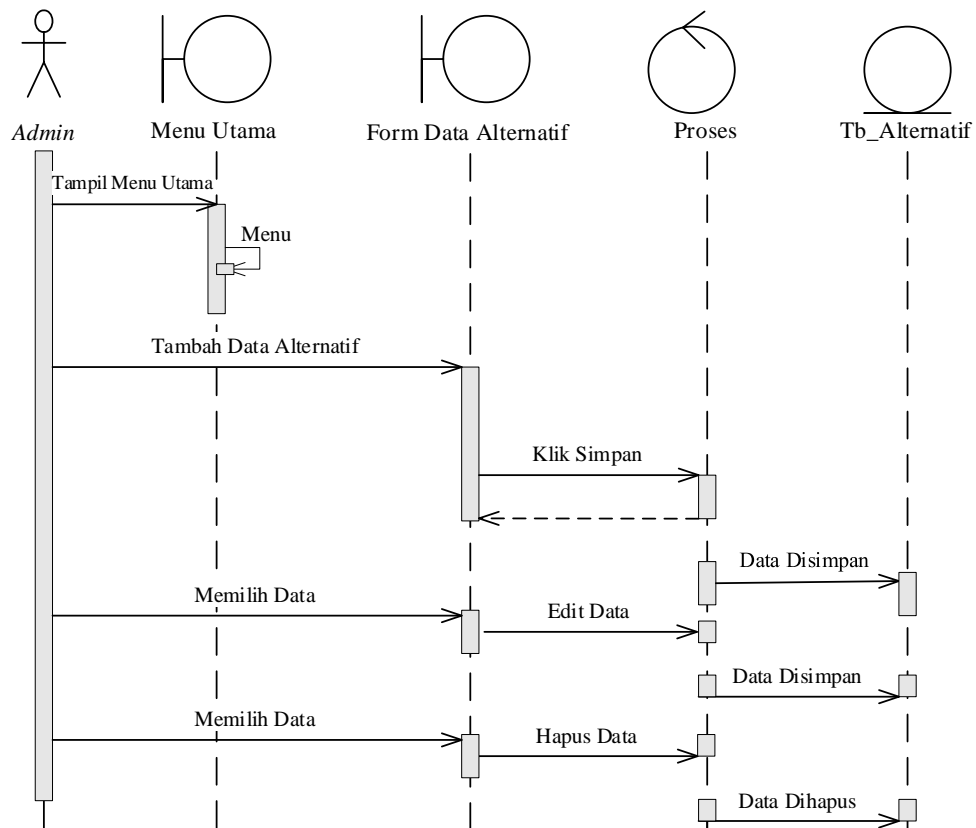 Admin
Menu Utama
Form Data Alternatif
Proses
Tb_Alternatif
Tampil Menu Utama
Menu
Tambah Data Alternatif
Klik Simpan
Data Disimpan
Memilih Data
Edit Data
Data Disimpan
Memilih Data
Hapus Data
Data Dihapus